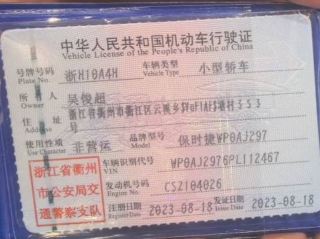 中华人民共和国机动车行驶证
Vehicle License of the People's Republic of China
号牌号码 浙H10A4H 车辆类型 小型轿车
Plate No. Vehicle Type
所有人 吴俊超
Owner
住址 浙江省衢州市衢江区云溪乡 塘村353
Address
使用性质 非营运 品牌型号 保时捷WP0AJ297
Use Character Model
车辆识别代号 WP0AJ2976PL112467
VIN
浙江省衢州
市公安局交
通警察支队
发动机号码 CSZ104026
Engine No.
注册日期 2023-08-18 发证日期 2023-08-18
Register Date Issue Date